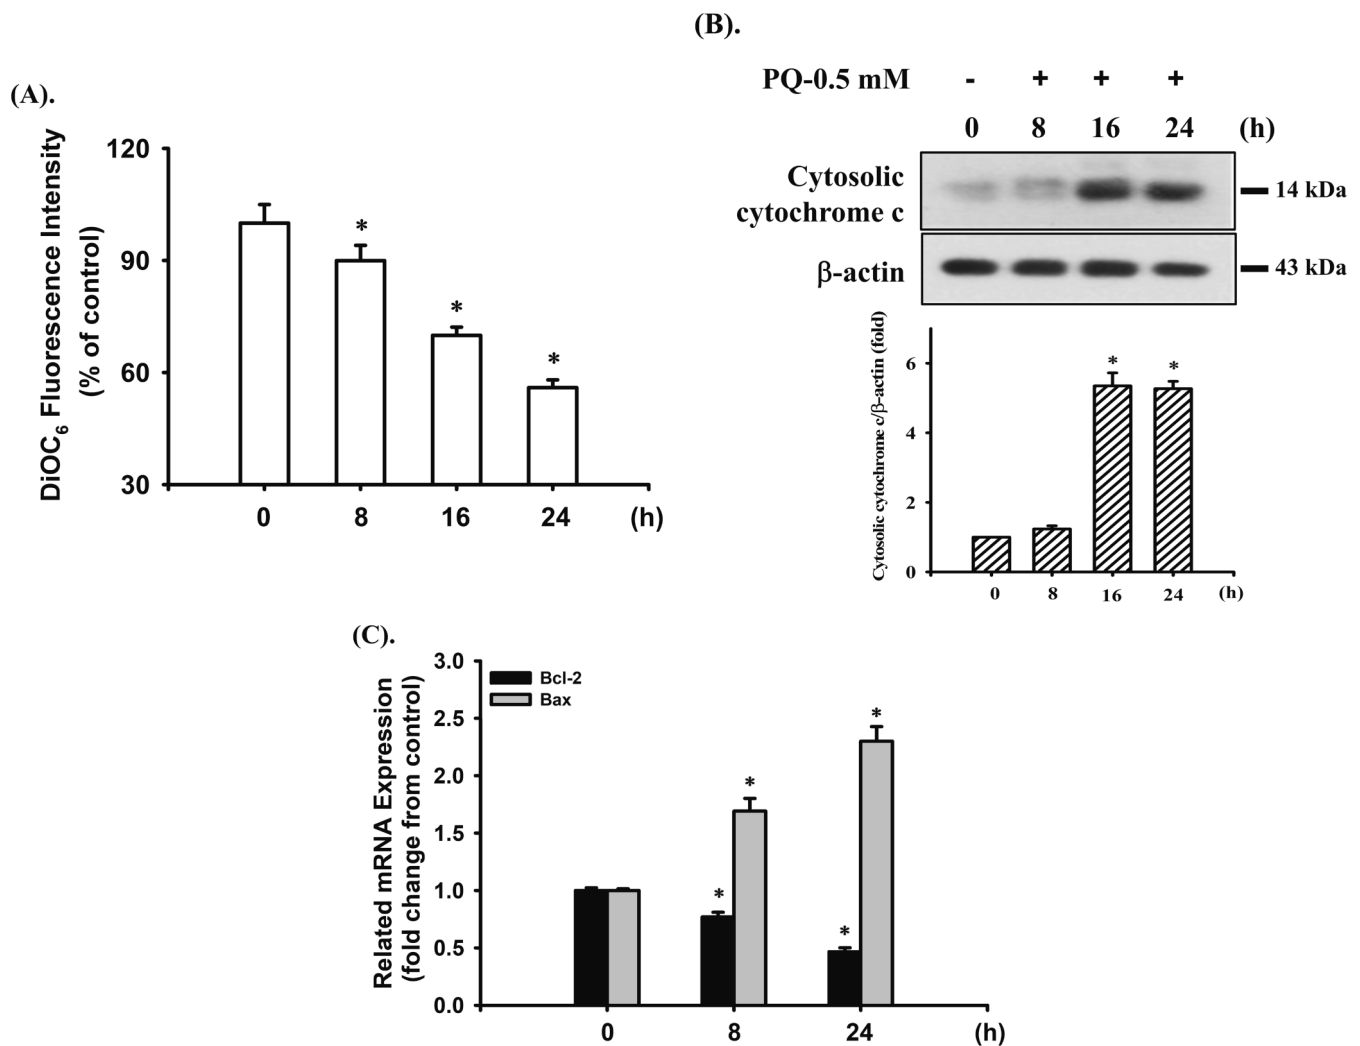 (A).
DiOC6 Fluorescence Intensity
(% of control)
120
90
60
30
*
*
*
0 8 16 24 (h)
(B).
PQ-0.5 mM - + + +
0 8 16 24 (h)
Cytosolic
cytochrome c
14 kDa
β-actin
43 kDa
Cytosolic cytochrome c/β-actin (fold)
6
4
2
0
* *
0 8 16 24 (h)
(C).
Related mRNA Expression
(fold change from control)
3.0
2.5
2.0
1.5
1.0
0.5
0.0
Bcl-2
Bax
*
*
*
*
0 8 24 (h)